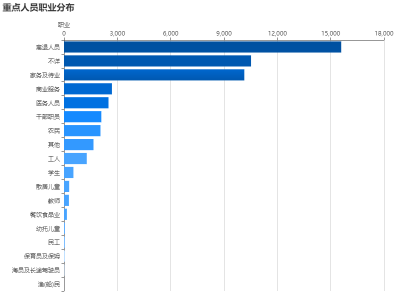 重点人员职业分布
职业
0 3,000 6,000 9,000 12,000 15,000 18,000
离退人员
不详
家务及待业
商业服务
医务人员
干部职员
农民
其他
工人
学生
散居儿童
教师
餐饮食品业
幼托儿童
民工
保育员及保姆
海员及长途驾驶员
渔(船)民